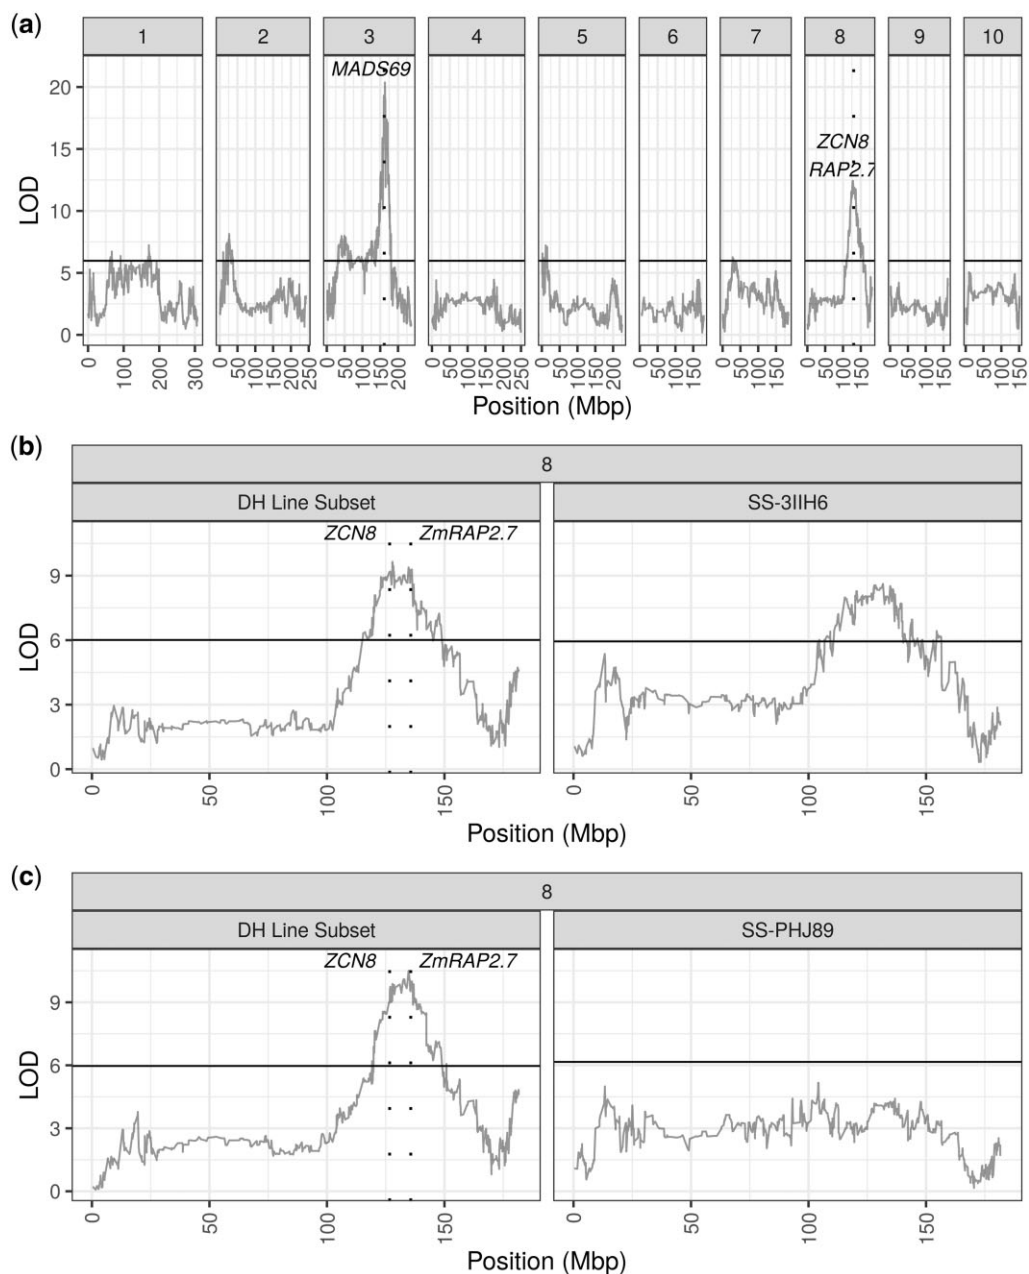 (a)
1 2 3 4 5 6 7 8 9 10
MADS69
ZCN8
RAP2.7
20
15
10
5
0
LOD
0 100 200 300 0 50 100 150 200 250 0 50 100 150 200 0 50 100 150 200 250 0 50 100 150 200 0 50 100 150 0 50 100 150 0 50 100 150 0 50 100 150 0 50 100 150
Position (Mbp)
(b)
8
DH Line Subset SS-3IIH6
ZCN8 ZmRAP2.7
9
6
3
0
LOD
0 50 100 150 0 50 100 150
Position (Mbp)
(c)
8
DH Line Subset SS-PHJ89
ZCN8 ZmRAP2.7
9
6
3
0
LOD
0 50 100 150 0 50 100 150
Position (Mbp)